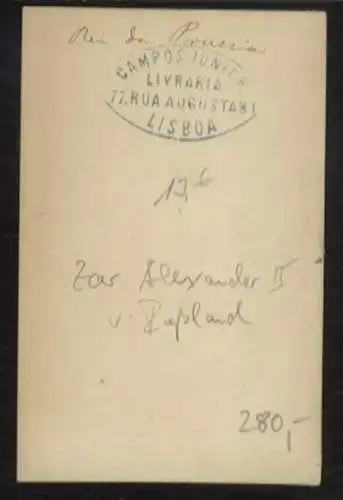 Rei da Prussia
CAMPOS JUNIOR
LIVRARIA
77, RUA AUGUSTA 81
LISBOA
Zar Alexander II
v. Rußland
280,-